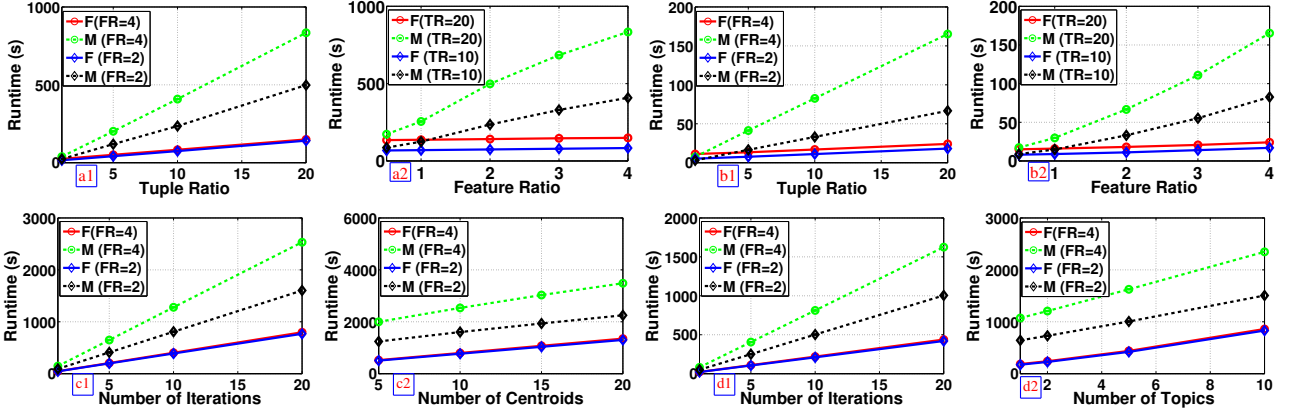 Runtime (s)
1000
500
0
5
10
15
20
F(FR=4)
M (FR=4)
F (FR=2)
M (FR=2)
a1
Tuple Ratio
Runtime (s)
1000
500
0
1
2
3
4
F(TR=20)
M (TR=20)
F (TR=10)
M (TR=10)
a2
Feature Ratio
Runtime (s)
200
150
100
50
0
5
10
15
20
F(FR=4)
M (FR=4)
F (FR=2)
M (FR=2)
b1
Tuple Ratio
Runtime (s)
200
150
100
50
0
1
2
3
4
F(TR=20)
M (TR=20)
F (TR=10)
M (TR=10)
b2
Feature Ratio
Runtime (s)
3000
2000
1000
0
5
10
15
20
F(FR=4)
M (FR=4)
F (FR=2)
M (FR=2)
c1
Number of Iterations
Runtime (s)
6000
4000
2000
0
5
10
15
20
F(FR=4)
M (FR=4)
F (FR=2)
M (FR=2)
c2
Number of Centroids
Runtime (s)
2000
1500
1000
500
0
5
10
15
20
F(FR=4)
M (FR=4)
F (FR=2)
M (FR=2)
d1
Number of Iterations
Runtime (s)
3000
2000
1000
0
2
4
6
8
10
F(FR=4)
M (FR=4)
F (FR=2)
M (FR=2)
d2
Number of Topics